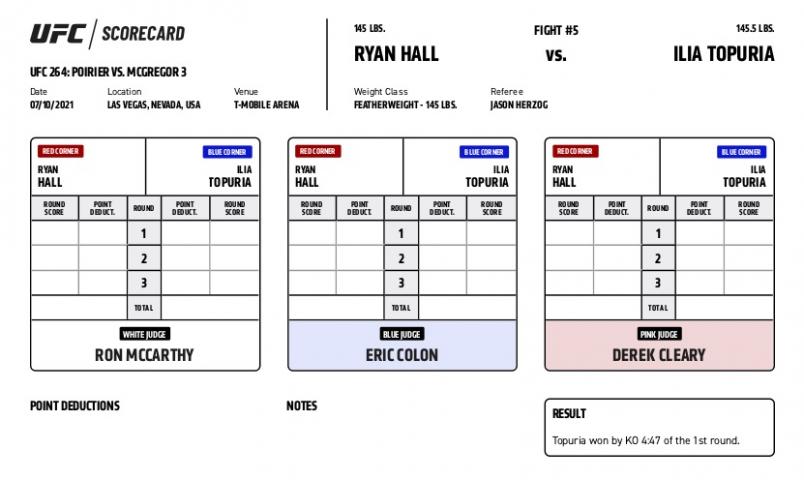 UFC / SCORECARD
UFC 264: POIRIER VS. MCGREGOR 3
Date Location Venue
07/10/2021 LAS VEGAS, NEVADA, USA T-MOBILE ARENA
145 LBS. FIGHT #5 145.5 LBS.
RYAN HALL VS. ILIA TOPURIA
Weight Class Referee
FEATHERWEIGHT - 145 LBS. JASON HERZOG
RED CORNER BLUE CORNER
RYAN ILIA
HALL TOPURIA
ROUND SCORE POINT DEDUCT. ROUND POINT DEDUCT. ROUND SCORE
1
2
3
TOTAL
WHITE JUDGE
RON MCCARTHY
RED CORNER BLUE CORNER
RYAN ILIA
HALL TOPURIA
ROUND SCORE POINT DEDUCT. ROUND POINT DEDUCT. ROUND SCORE
1
2
3
TOTAL
BLUE JUDGE
ERIC COLON
RED CORNER BLUE CORNER
RYAN ILIA
HALL TOPURIA
ROUND SCORE POINT DEDUCT. ROUND POINT DEDUCT. ROUND SCORE
1
2
3
TOTAL
PINK JUDGE
DEREK CLEARY
POINT DEDUCTIONS
NOTES
RESULT
Topuria won by KO 4:47 of the 1st round.